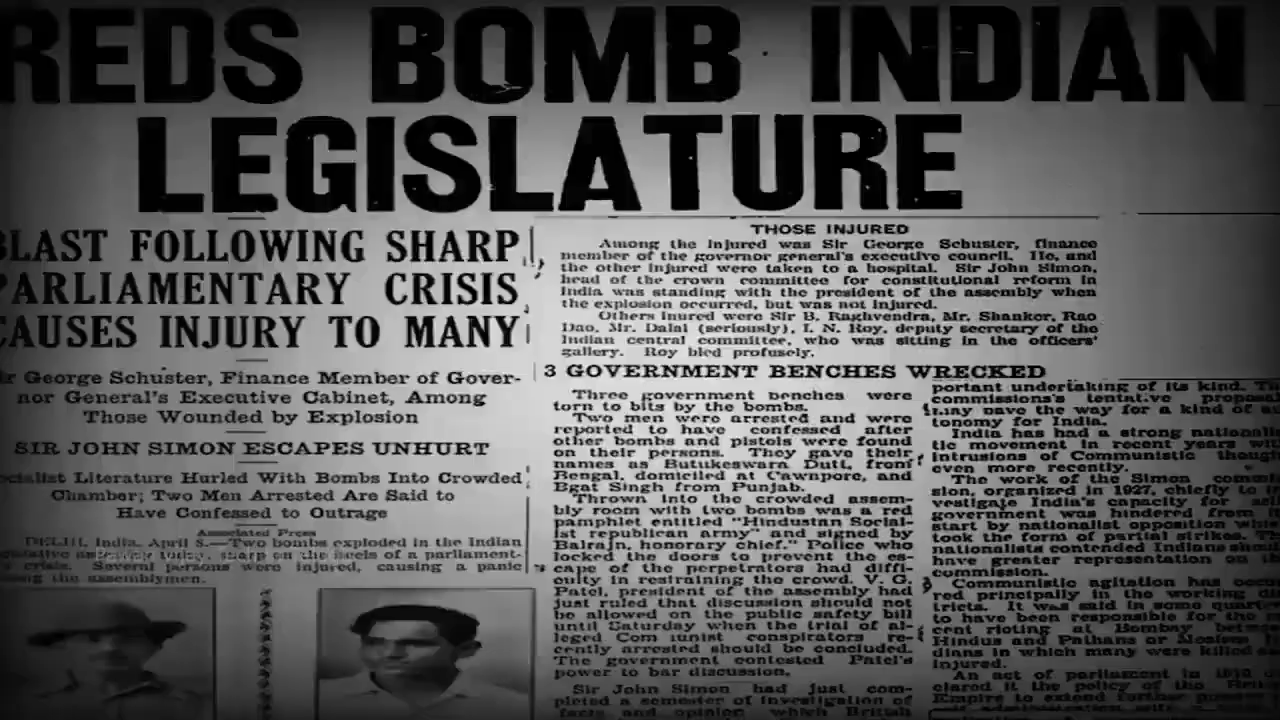 REDS BOMB INDIAN
LEGISLATURE
BLAST FOLLOWING SHARP
PARLIAMENTARY CRISIS
CAUSES INJURY TO MANY
Sir George Schuster, Finance Member of Gover-
nor General's Executive Cabinet, Among
Those Wounded by Explosion
SIR JOHN SIMON ESCAPES UNHURT
Socialist Literature Hurled With Bombs Into Crowded
Chamber; Two Men Arrested Are Said to
Have Confessed to Outrage
Associated Press
DELHI, India, April 8.—Two bombs exploded in the Indian
today, sharp on the heels of a parliament-
crisis. Several persons were injured, causing a panic
the assemblymen.
THOSE INJURED
Among the injured was Sir George Schuster, finance
member of the governor general's executive council. He, and
the other injured were taken to a hospital. Sir John Simon,
head of the crown committee for constitutional reform in
India was standing with the president of the assembly when
the explosion occurred, but was not injured.
Others inured were Sir B. Raghvendra, Mr. Shanker, Rao
Dao, Mr. Dalal (seriously), I. N. Roy, deputy secretary of the
Indian central committee, who was sitting in the officers'
gallery. Roy bled profusely.
3 GOVERNMENT BENCHES WRECKED
Three government benches were
torn to bits by the bombs.
Two men were arrested and were
reported to have confessed after
other bombs and pistols were found
on their persons. They gave their
names as Butukeswara Dutt, from
Bengal, domiciled at Cawnpore, and
Bgat Singh from Punjab.
Thrown into the crowded assem-
bly room with two bombs was a red
pamphlet entitled "Hindustan Social-
ist republican army" and signed by
Balrajn, honorary chief." Police who
locked the doors to prevent the es-
cape of the perpetrators had diffi-
culty in restraining the crowd. V. G.
Patel, president of the assembly had
just ruled that discussion should not
be allowed on the public safety bill
until Caturday when the trial of al-
leged Com unist conspirators re-
cently arrested should be concluded.
The government contested Patel's
power to bar discussion.
Sir John Simon had just com-
pleted a semester of investigation of
facts and opinion which British
portant undertaking of its kind. The
commission's tentative
may pave the way for a kind of
tonomy for India.
India has had a strong
tic movement in recent years
intrusions of Communistic
even more recently.
The work of the Simon
sion, organized in 1927, chiefly to
vestigate India's capacity for
government was hindered from
start by nationalist opposition
took the form of partial strikes.
nationalists contended Indians
have greater representation on
commission.
Communistic agitation has
red principally in the working
tricts. It was said in some
to have been responsible for the
cent rioting at Bombay
Hindus and Pathans or
dians in which many were killed
injured.
An act of parliament in
clared it the policy of the
Empire to extend further